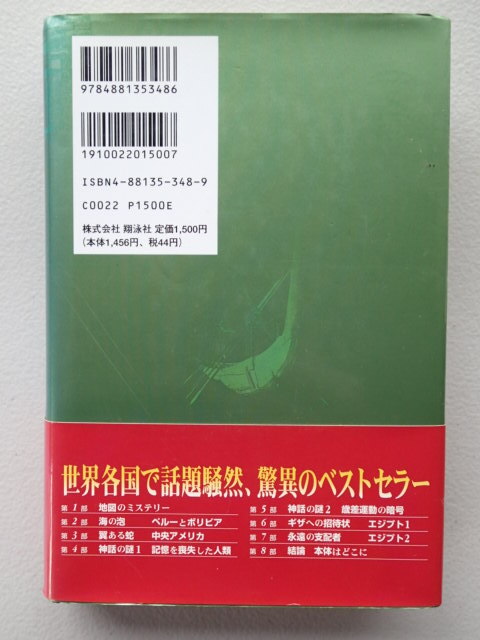 9784881353486
1910022015007
ISBN4-88135-348-9
C0022 P1500E
株式会社 翔泳社 定価1,500円
(本体1,456円、税44円)
世界各国で話題騒然、驚異のベストセラー
第1部 地図のミステリー
第2部 海の泡 ペルーとボリビア
第3部 翼ある蛇 中央アメリカ
第4部 神話の謎1 記憶を喪失した人類
第5部 神話の謎2 歳差運動の暗号
第6部 ギザへの招待状 エジプト1
第7部 永遠の支配者 エジプト2
第8部 結論 本体はどこに